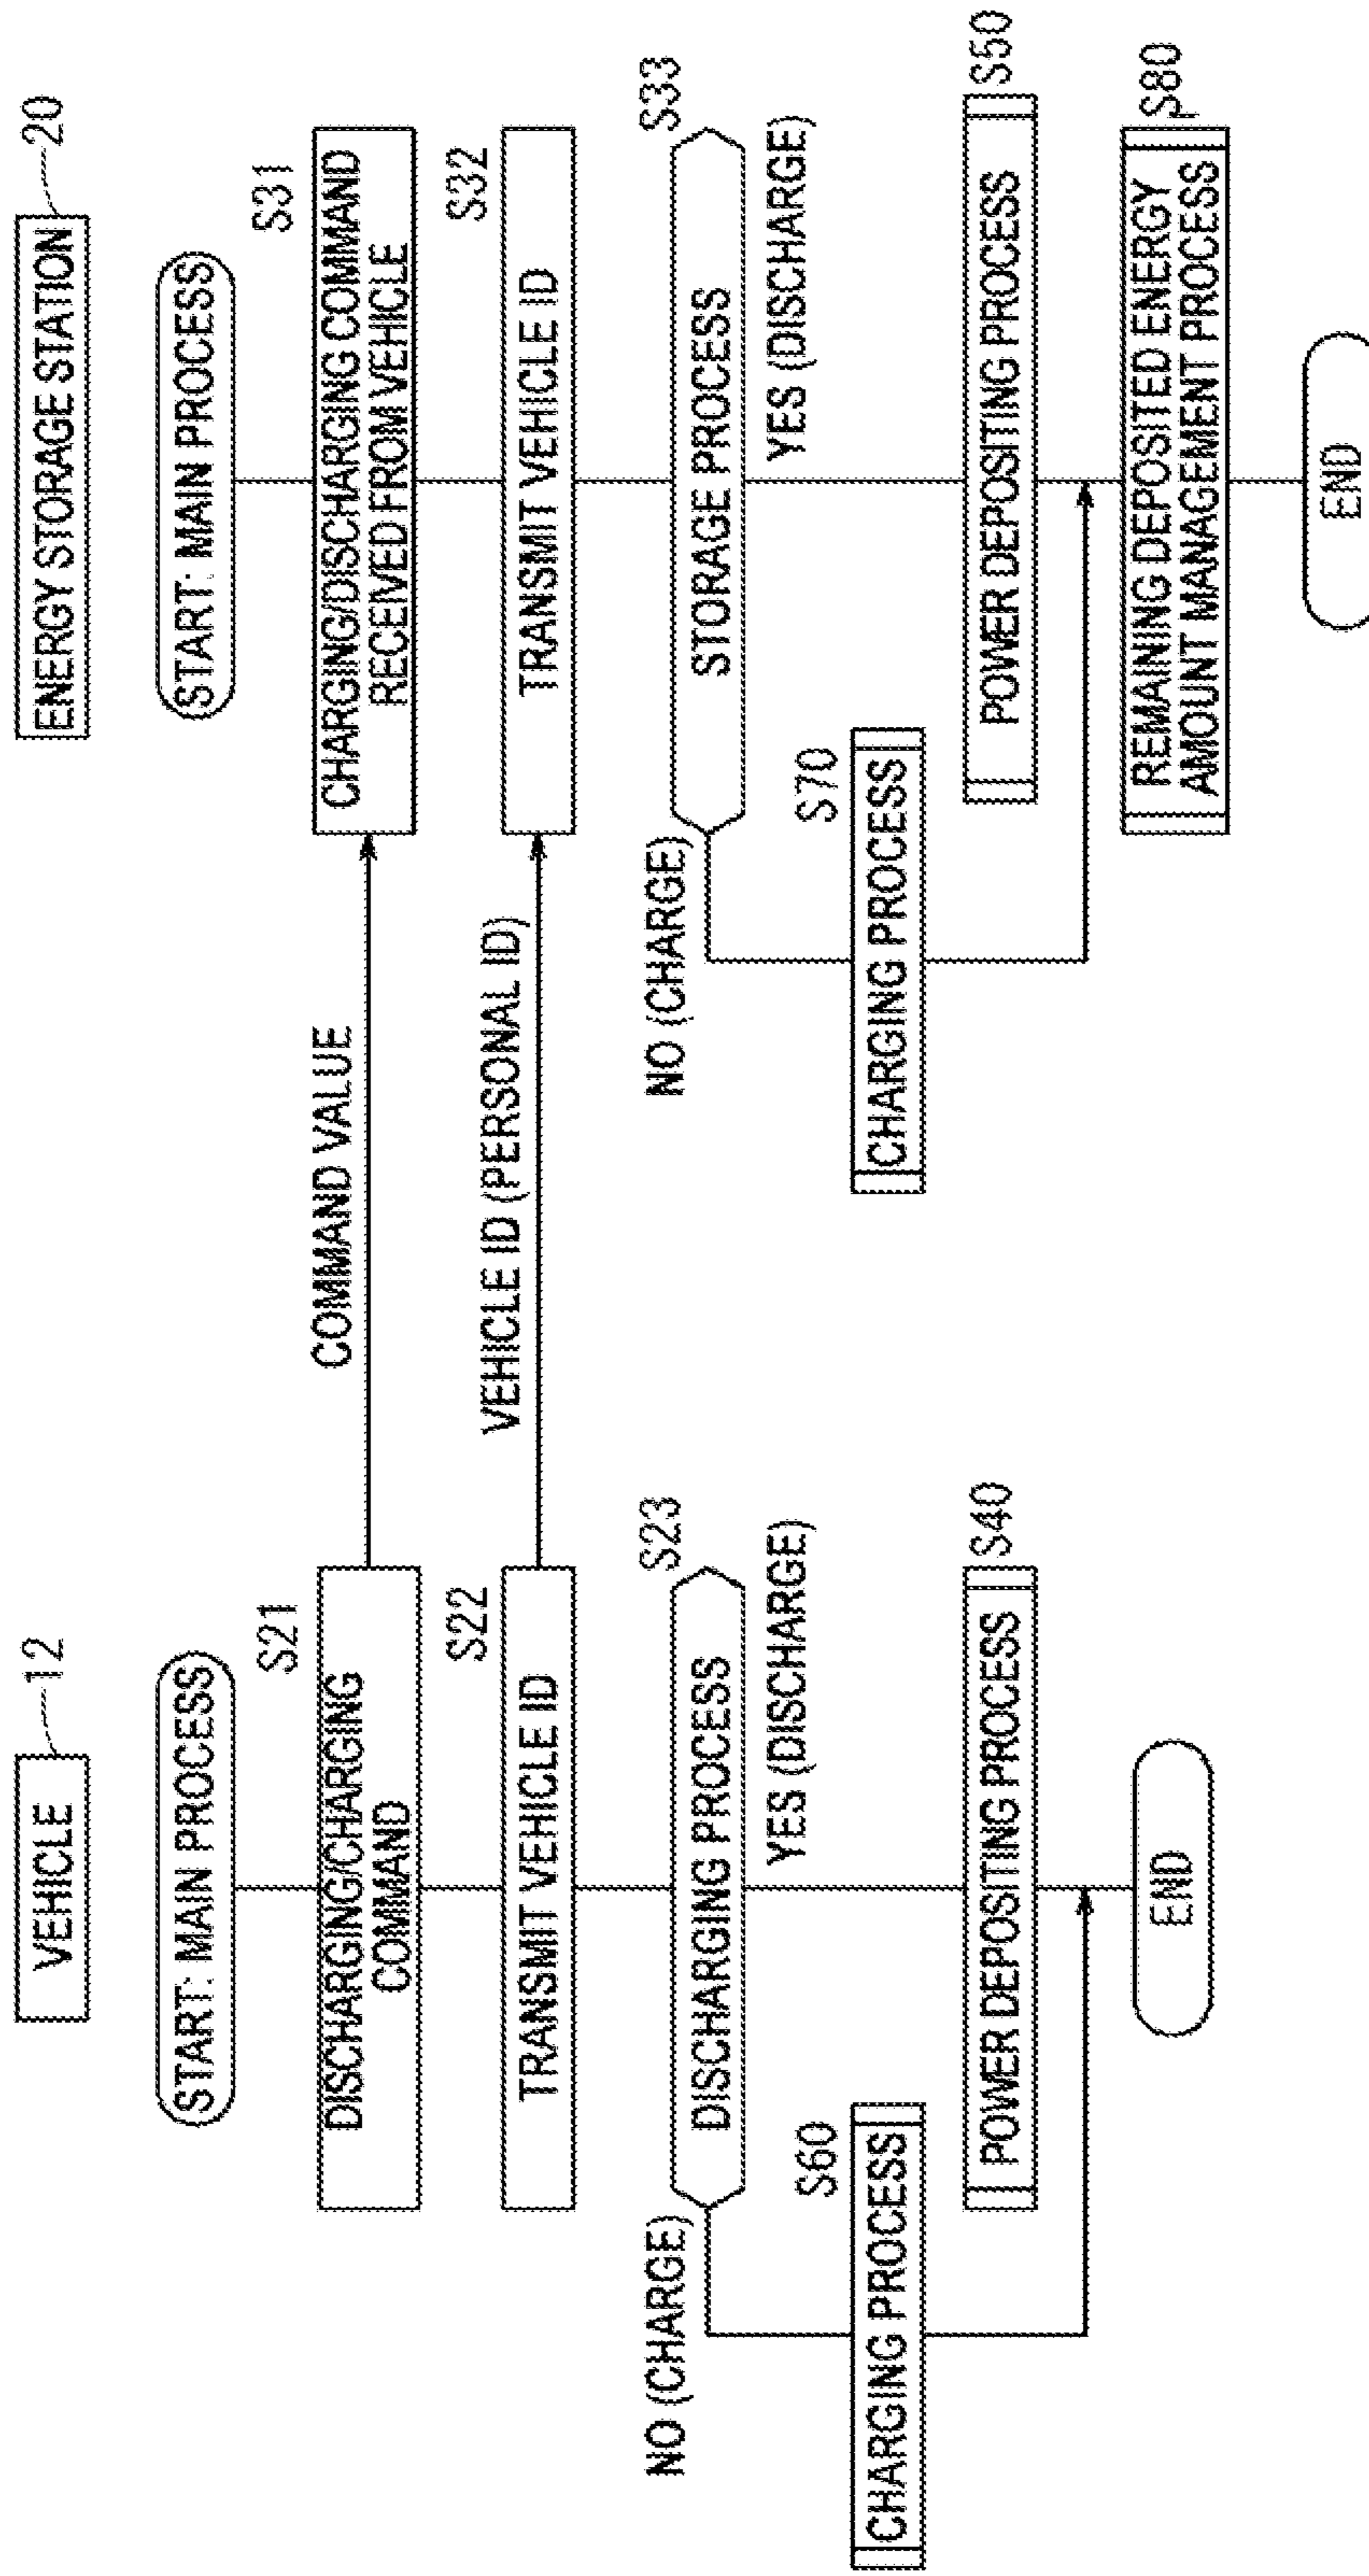 VEHICLE
12
START: MAIN PROCESS
S21
DISCHARGING/CHARGING
COMMAND
COMMAND VALUE
S22
TRANSMIT VEHICLE ID
VEHICLE ID (PERSONAL ID)
S23
DISCHARGING PROCESS
NO (CHARGE)
YES (DISCHARGE)
S60
CHARGING PROCESS
S40
POWER DEPOSITING PROCESS
END
ENERGY STORAGE STATION
20
START: MAIN PROCESS
S31
CHARGING/DISCHARGING COMMAND
RECEIVED FROM VEHICLE
S32
TRANSMIT VEHICLE ID
S33
STORAGE PROCESS
NO (CHARGE)
YES (DISCHARGE)
S70
CHARGING PROCESS
S50
POWER DEPOSITING PROCESS
S80
REMAINING DEPOSITED ENERGY
AMOUNT MANAGEMENT PROCESS
END